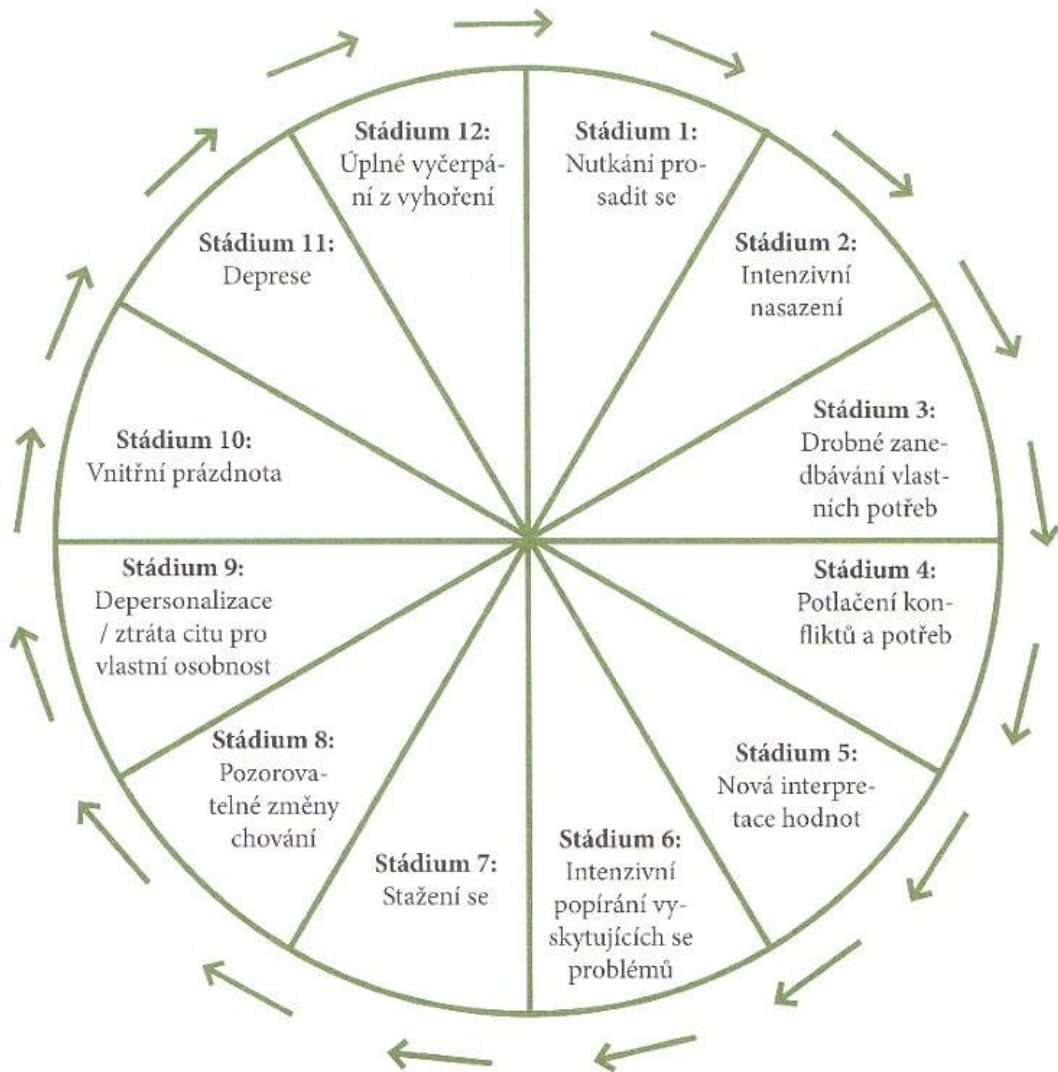 Stádium 1:
Nutkání pro-
sadit se
Stádium 2:
Intenzivní
nasazení
Stádium 3:
Drobné zane-
dbávání vlast-
ních potřeb
Stádium 4:
Potlačení kon-
fliktů a potřeb
Stádium 5:
Nová interpre-
tace hodnot
Stádium 6:
Intenzivní
popírání vy-
skytujících se
problémů
Stádium 7:
Stažení se
Stádium 8:
Pozorova-
telné změny
chování
Stádium 9:
Depersonalizace
/ ztráta citu pro
vlastní osobnost
Stádium 10:
Vnitřní prázdnota
Stádium 11:
Deprese
Stádium 12:
Úplné vyčerpá-
ní z vyhoření